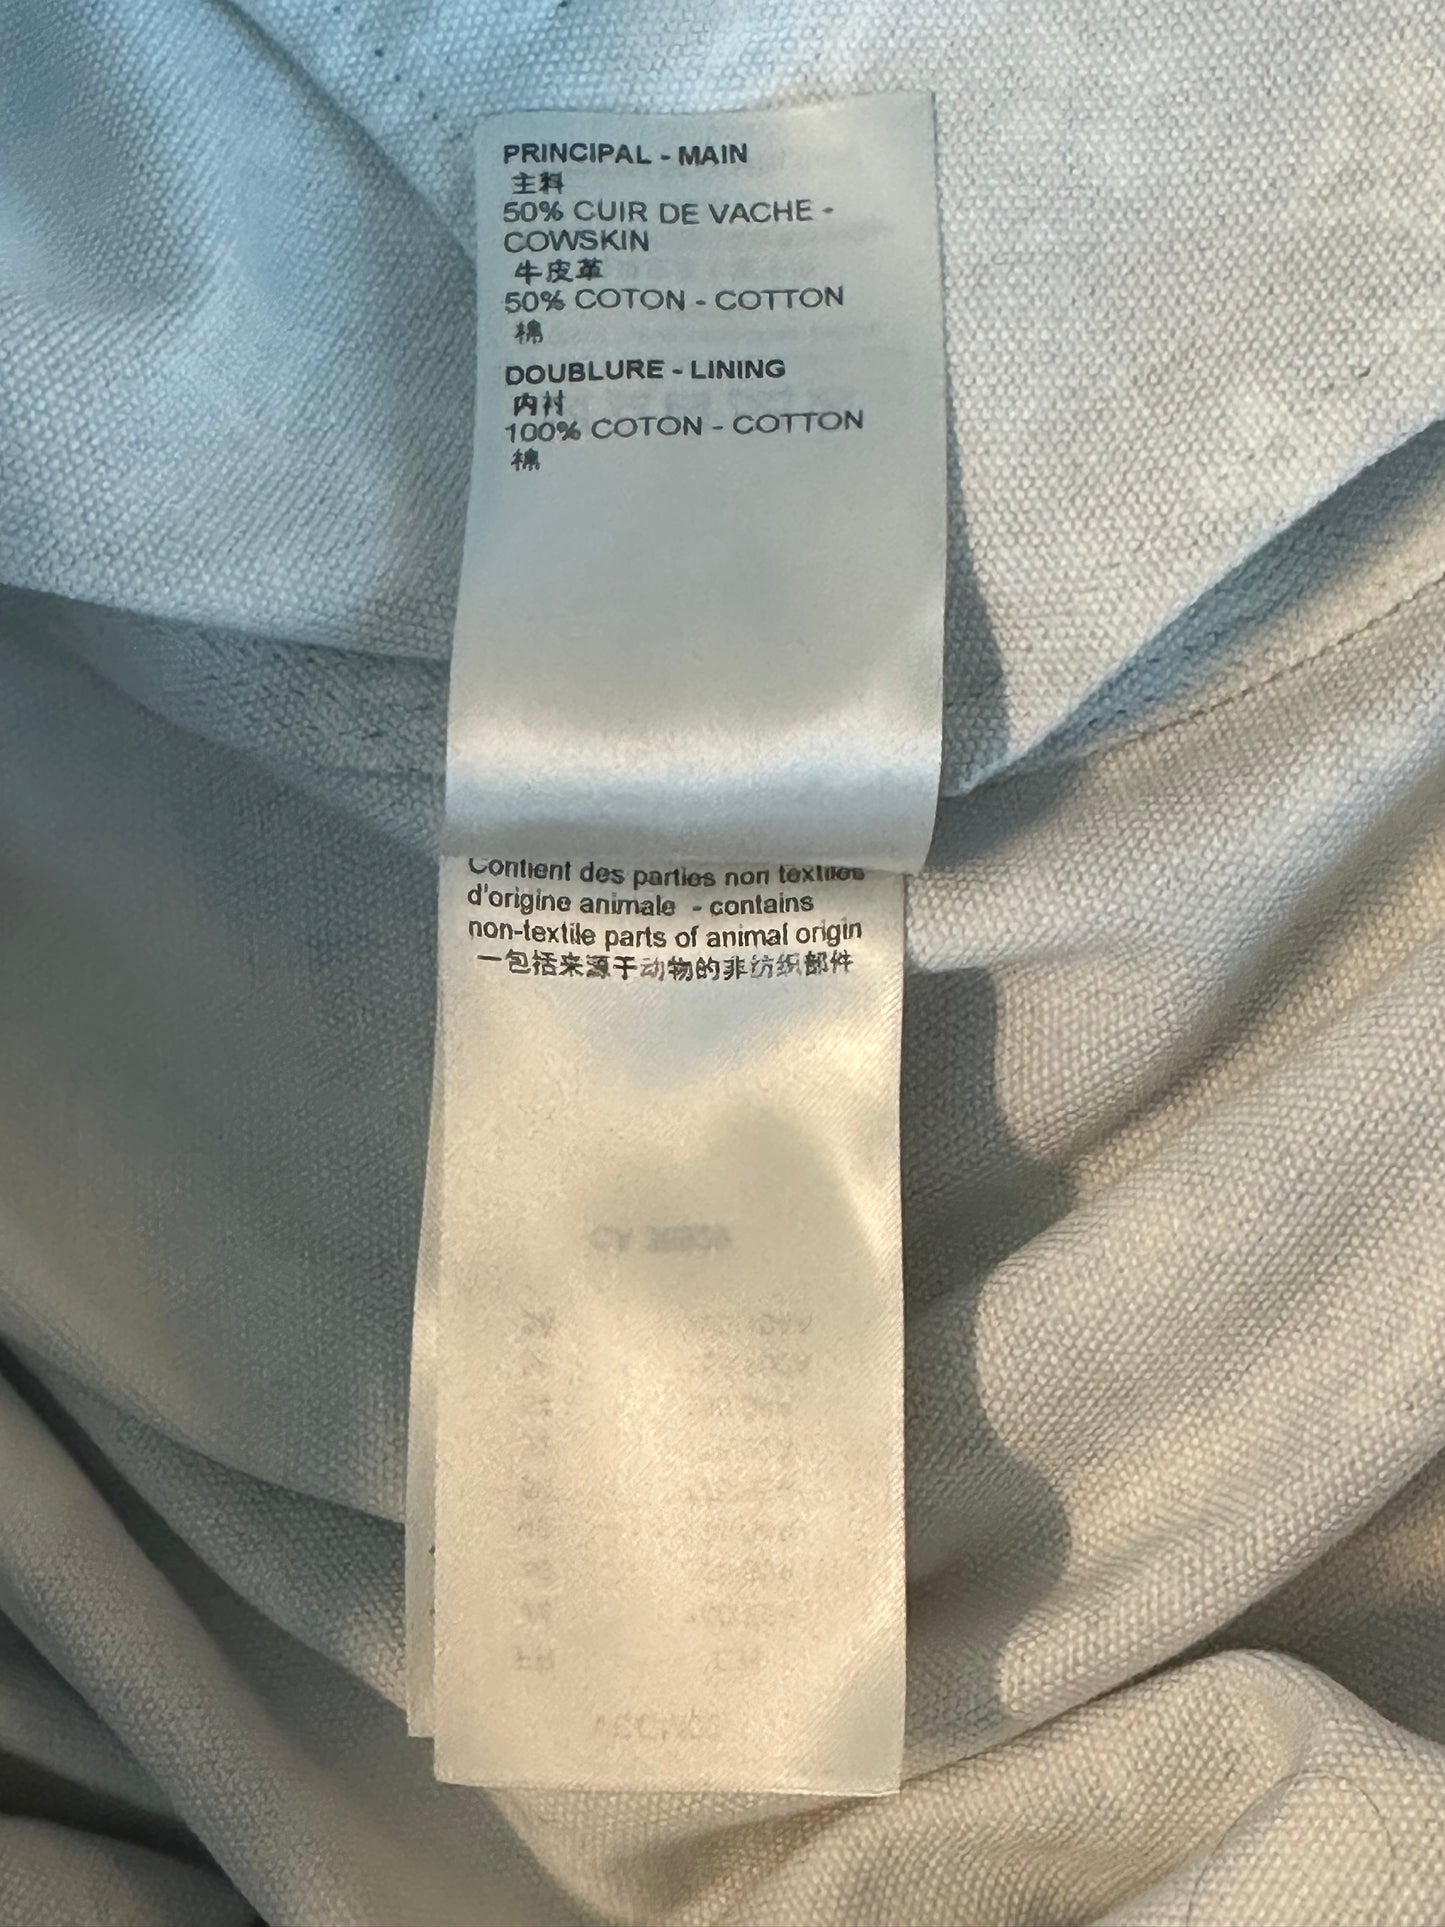 PRINCIPAL - MAIN
主料
50% CUIR DE VACHE -
COWSKIN
牛皮革
50% COTON - COTTON
棉
DOUBLURE - LINING
内衬
100% COTON - COTTON
棉
Contient des parties non textiles
d'origine animale - contains
non-textile parts of animal origin
一包括来源于动物的非纺织部件